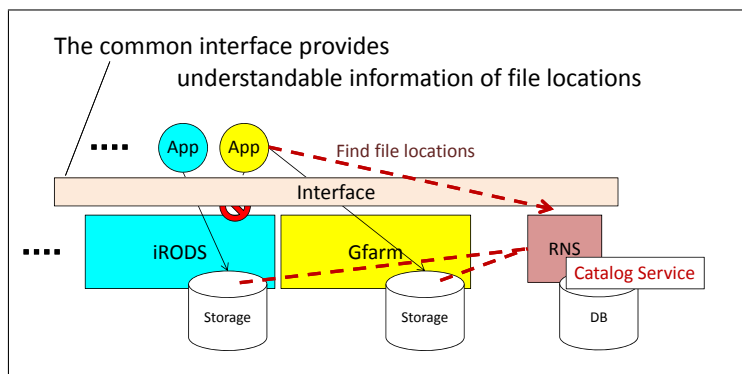 The common interface provides
understandable information of file locations
App
App
Find file locations
Interface
iRODS
Gfarm
RNS
Catalog Service
Storage
Storage
DB